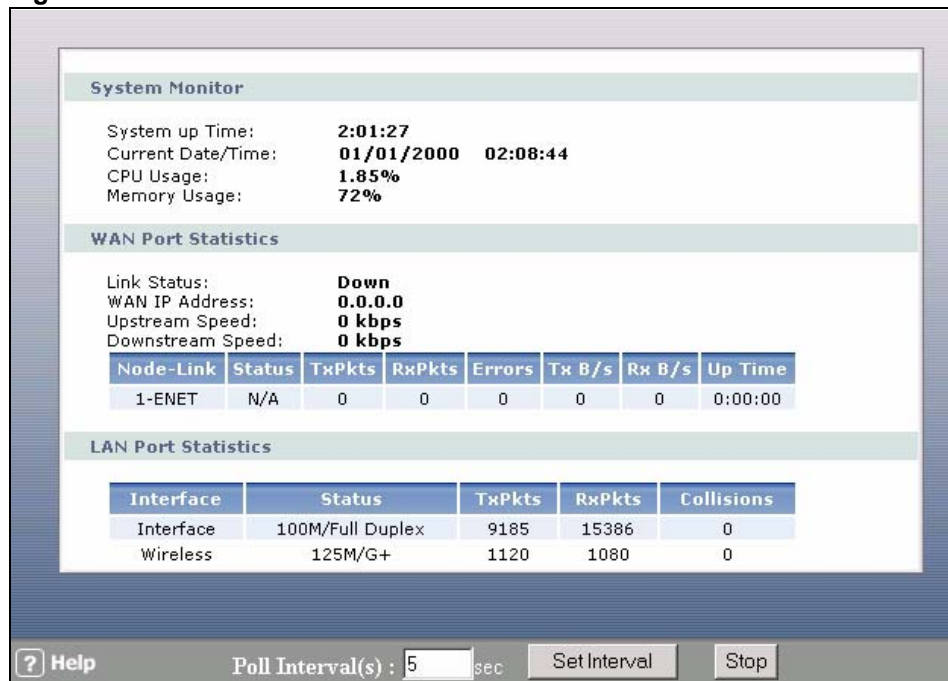 System Monitor
System up Time: 2:01:27
Current Date/Time: 01/01/2000 02:08:44
CPU Usage: 1.85%
Memory Usage: 72%
WAN Port Statistics
Link Status: Down
WAN IP Address: 0.0.0.0
Upstream Speed: 0 kbps
Downstream Speed: 0 kbps
Node-Link Status TxPkts RxPkts Errors Tx B/s Rx B/s Up Time
1-ENET N/A 0 0 0 0 0 0:00:00
LAN Port Statistics
Interface Status TxPkts RxPkts Collisions
Interface 100M/Full Duplex 9185 15386 0
Wireless 125M/G+ 1120 1080 0
? Help Poll Interval(s) : 5 sec Set Interval Stop